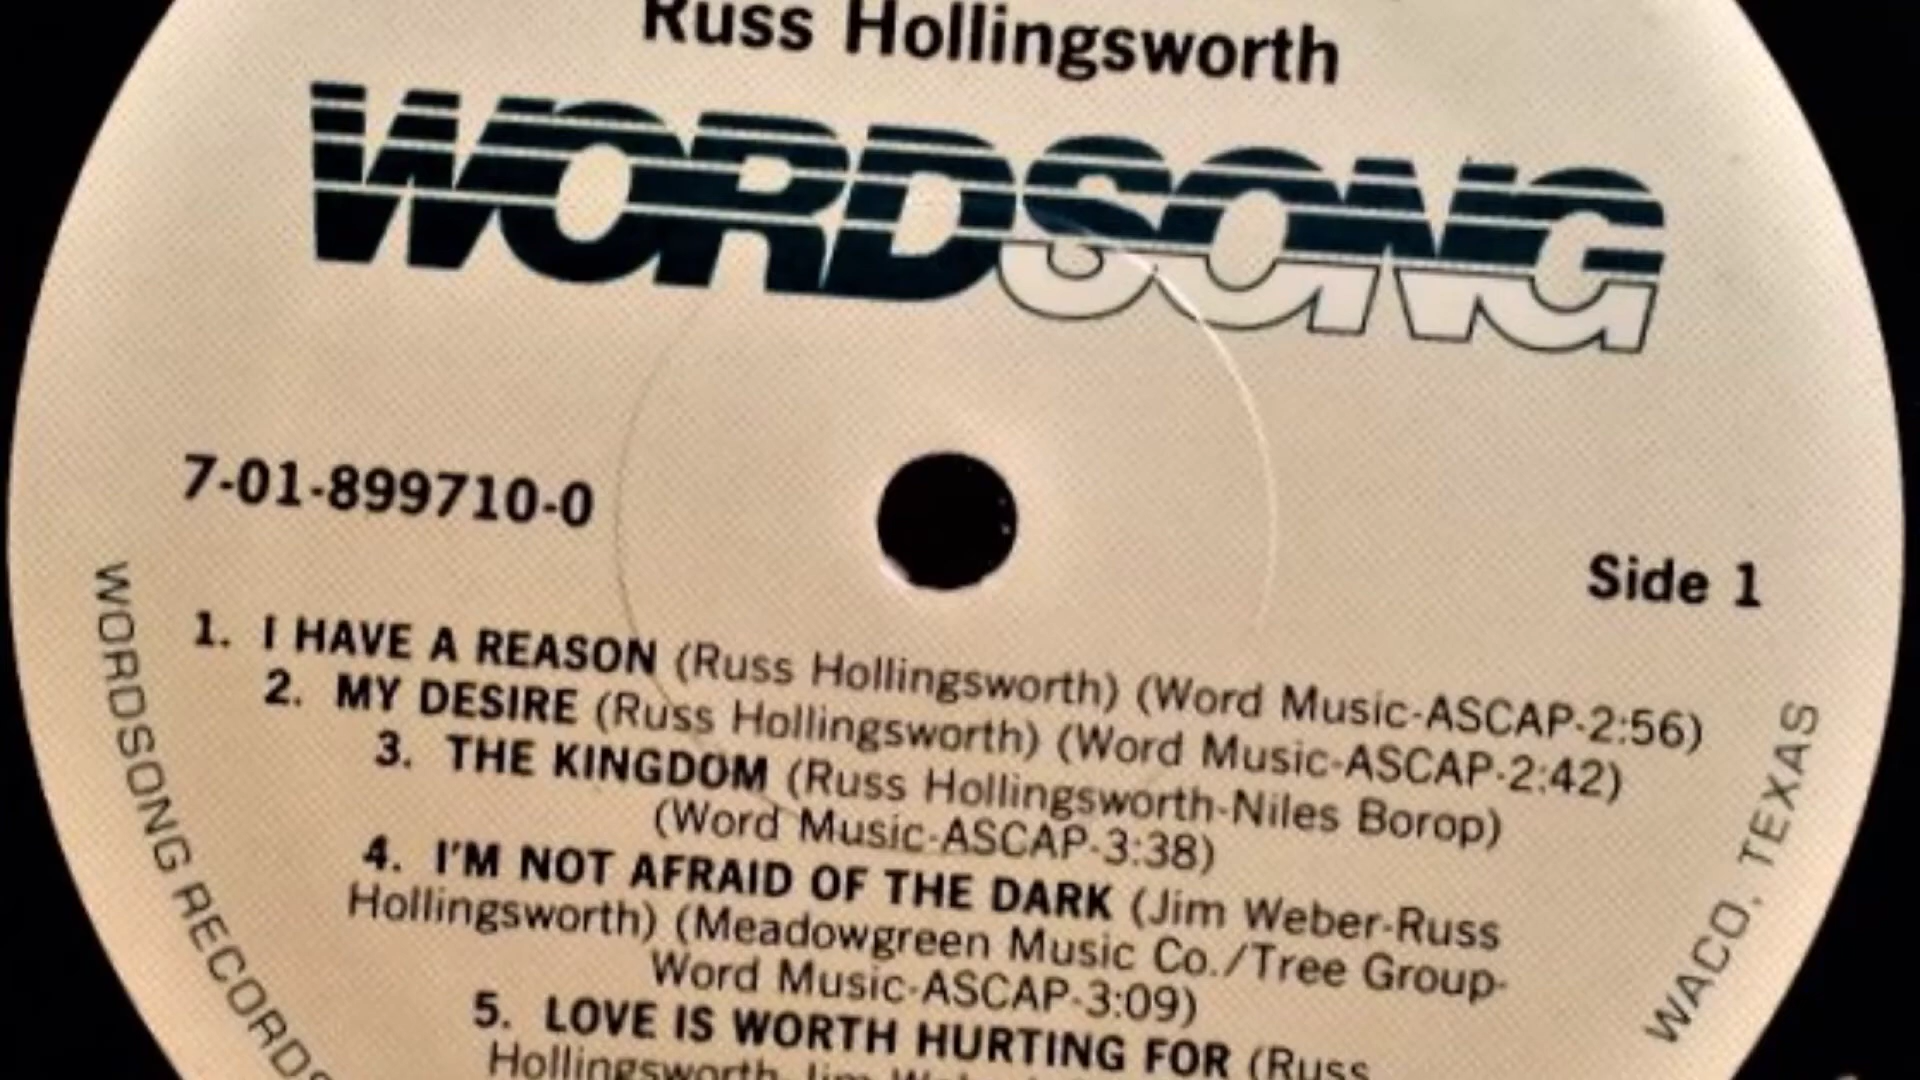 Russ Hollingsworth
WORDSONG
7-01-899710-0
Side 1
1. I HAVE A REASON (Russ Hollingsworth) (Word Music-ASCAP-2:56)
2. MY DESIRE (Russ Hollingsworth) (Word Music-ASCAP-2:42)
3. THE KINGDOM (Russ Hollingsworth-Niles Borop)
(Word Music-ASCAP-3:38)
4. I'M NOT AFRAID OF THE DARK (Jim Weber-Russ
Hollingsworth) (Meadowgreen Music Co./Tree Group-
Word Music-ASCAP-3:09)
5. LOVE IS WORTH HURTING FOR (Russ
Hollingsworth-Jim
WORDSONG RECORDS
WACO, TEXAS